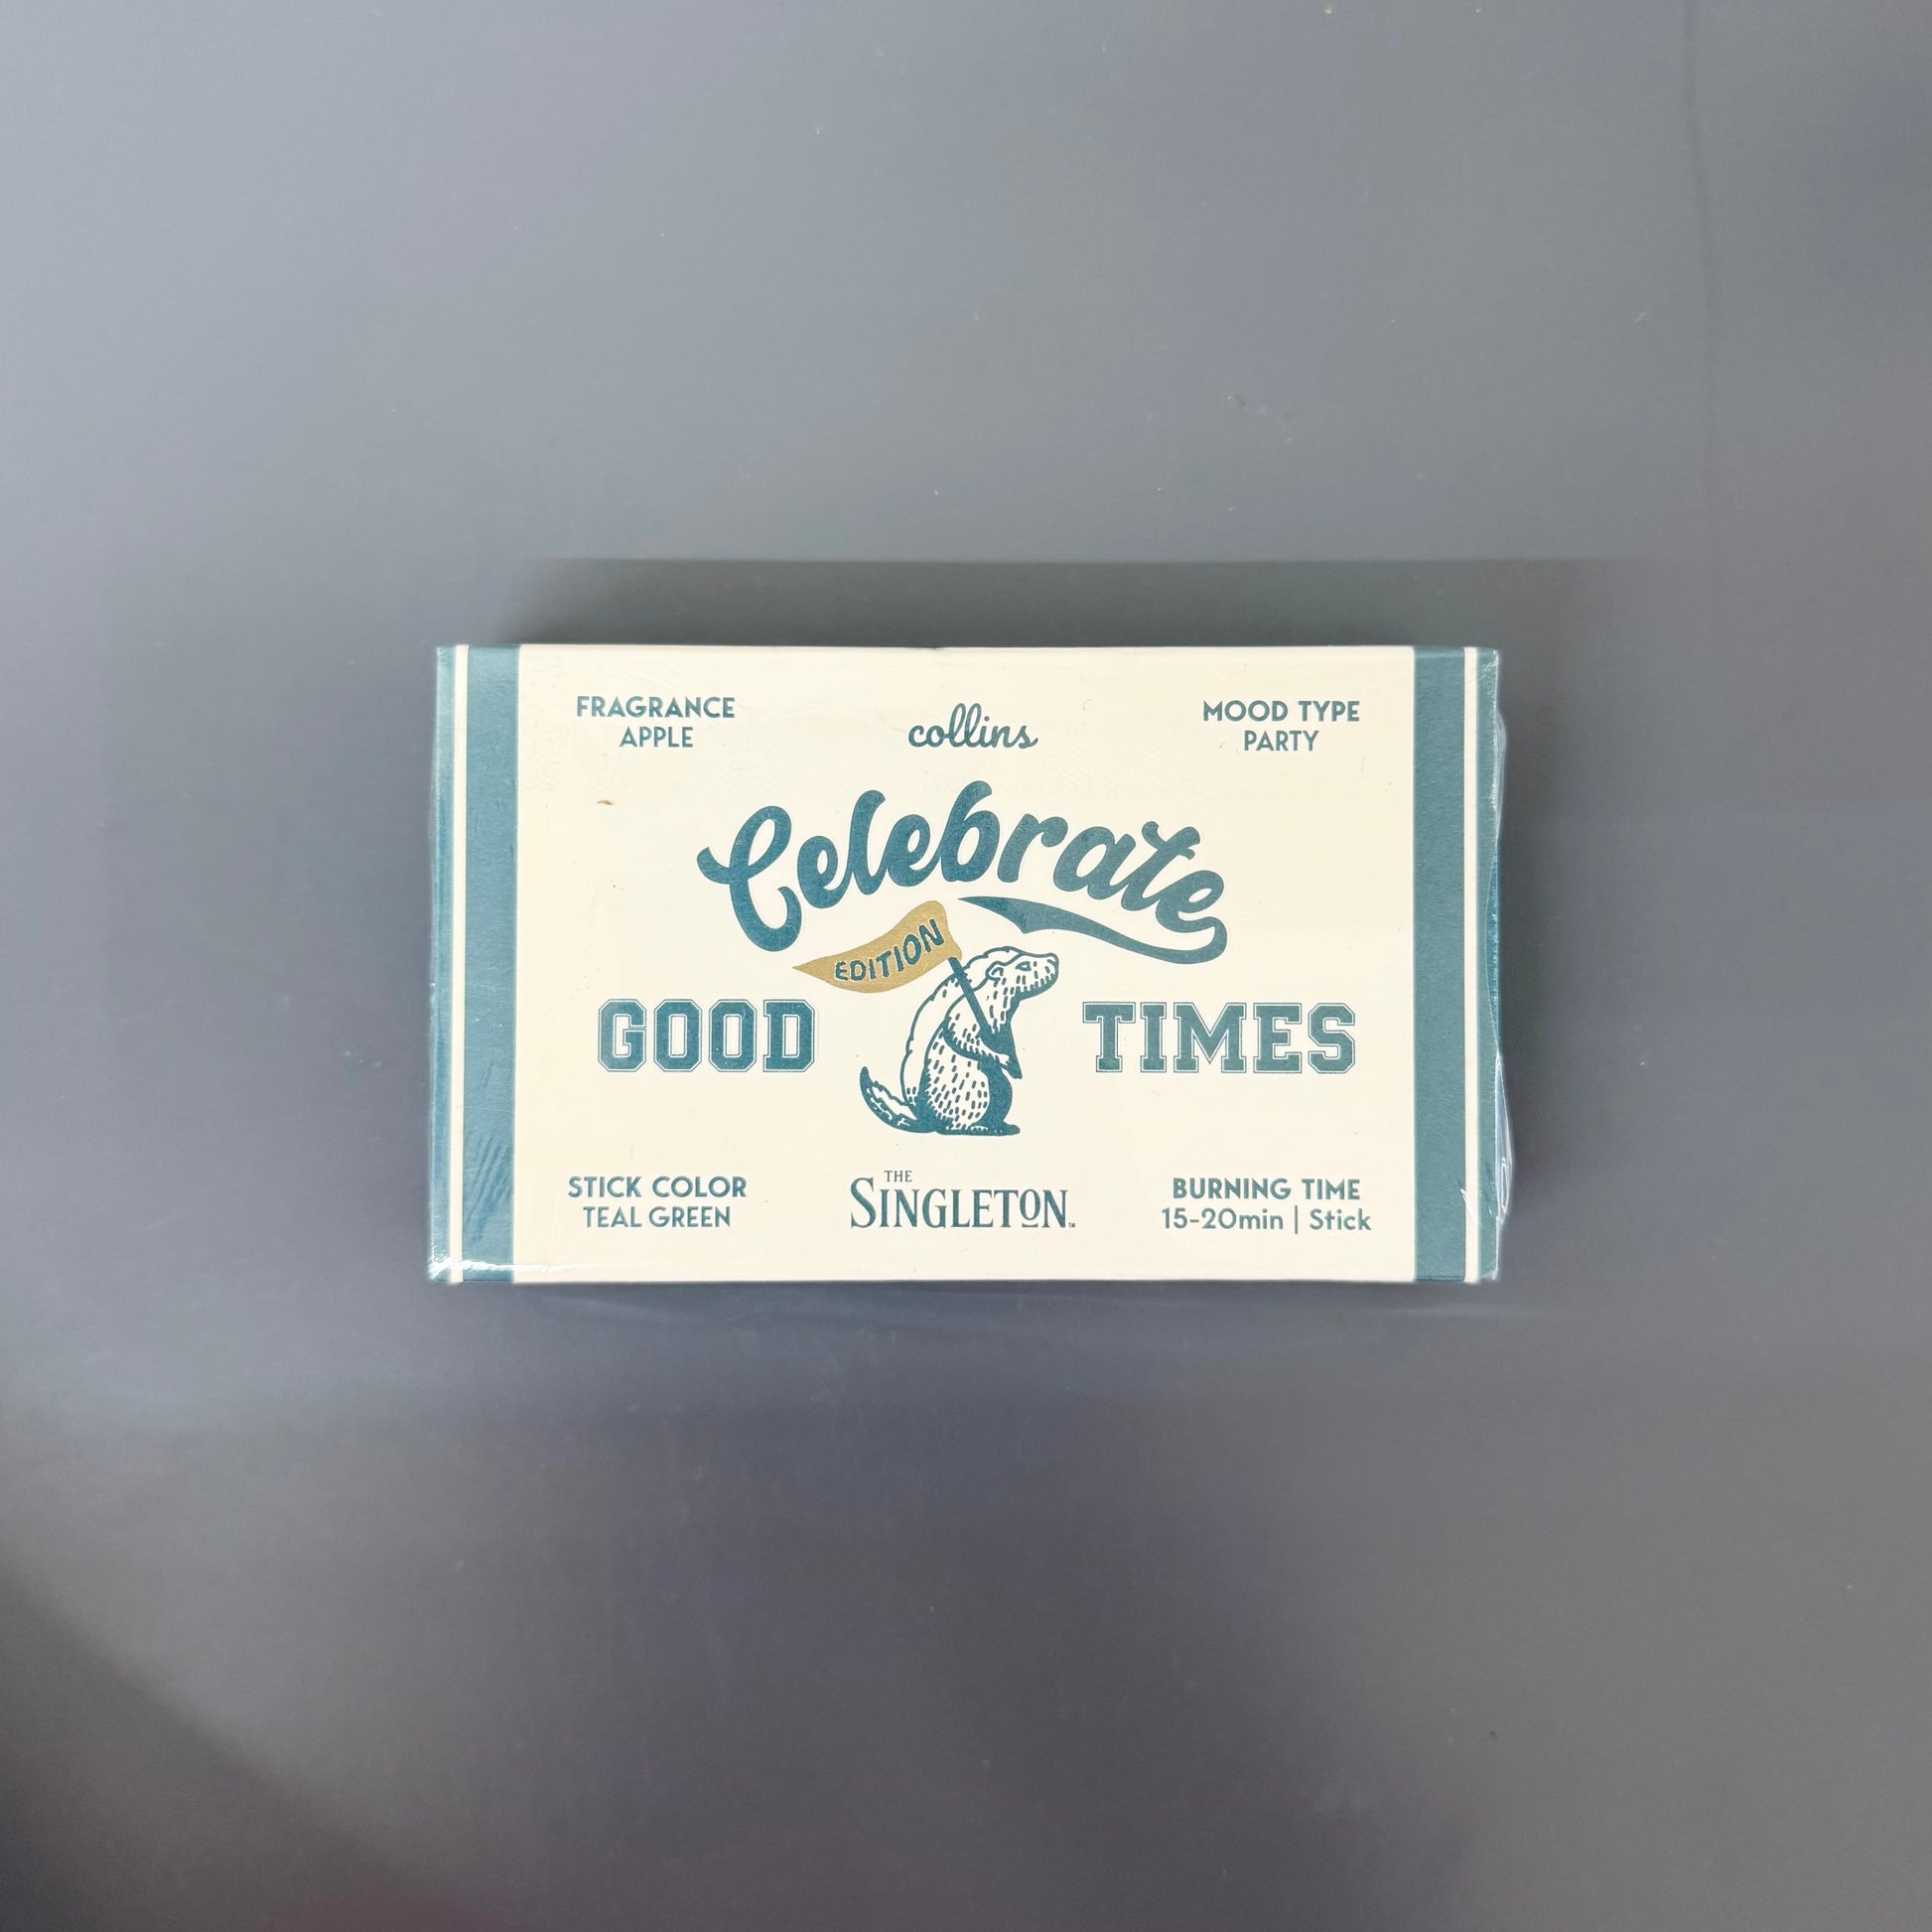 FRAGRANCE
APPLE
collins
MOOD TYPE
PARTY
Celebrate
EDITION
GOOD TIMES
STICK COLOR
TEAL GREEN
THE
SINGLETON™
BURNING TIME
15-20min | Stick